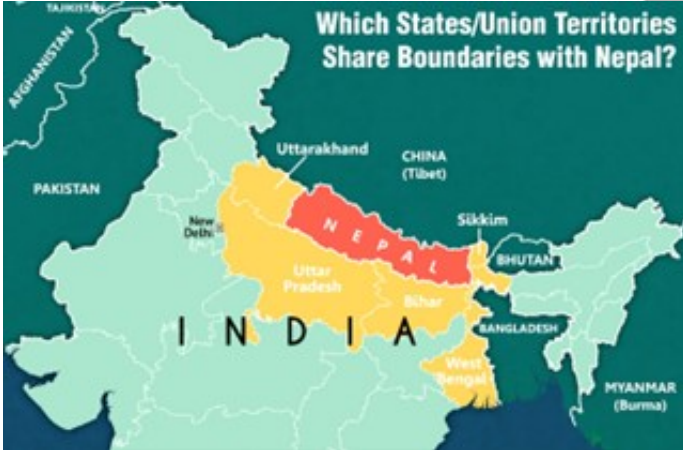 Which States/Union Territories
Share Boundaries with Nepal?
TAJIKISTAN
AFGHANISTAN
Uttarakhand
CHINA
(Tibet)
PAKISTAN
New
Delhi
NEPAL
Sikkim
BHUTAN
Uttar
Pradesh
Bihar
INDIA
BANGLADESH
West
Bengal
MYANMAR
(Burma)